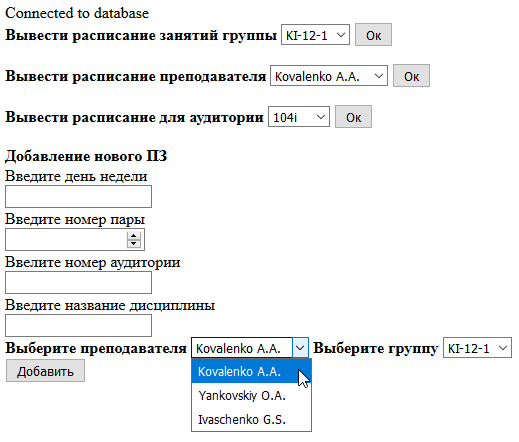 Connected to database
Вывести расписание занятий группы KI-12-1 Ок
Вывести расписание преподавателя Kovalenko A.A. Ок
Вывести расписание для аудитории 104i Ок
Добавление нового ПЗ
Введите день недели
Введите номер пары
Ввелите номер аудитории
Введите название дисциплины
Выберите преподавателя Kovalenko A.A. Выберите группу KI-12-1
Добавить Kovalenko A.A.
Yankovskiy O.A.
Ivaschenko G.S.